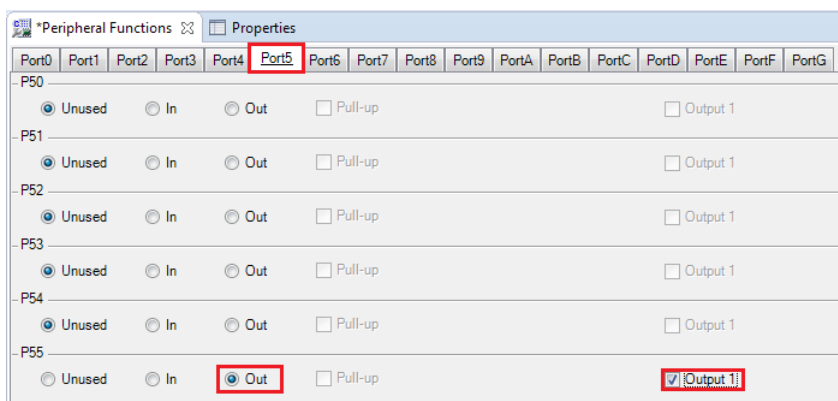 *Peripheral Functions Properties
Port0 Port1 Port2 Port3 Port4 Port5 Port6 Port7 Port8 Port9 PortA PortB PortC PortD PortE PortF PortG
P50
Unused In Out Pull-up Output 1
P51
Unused In Out Pull-up Output 1
P52
Unused In Out Pull-up Output 1
P53
Unused In Out Pull-up Output 1
P54
Unused In Out Pull-up Output 1
P55
Unused In Out Pull-up Output 1